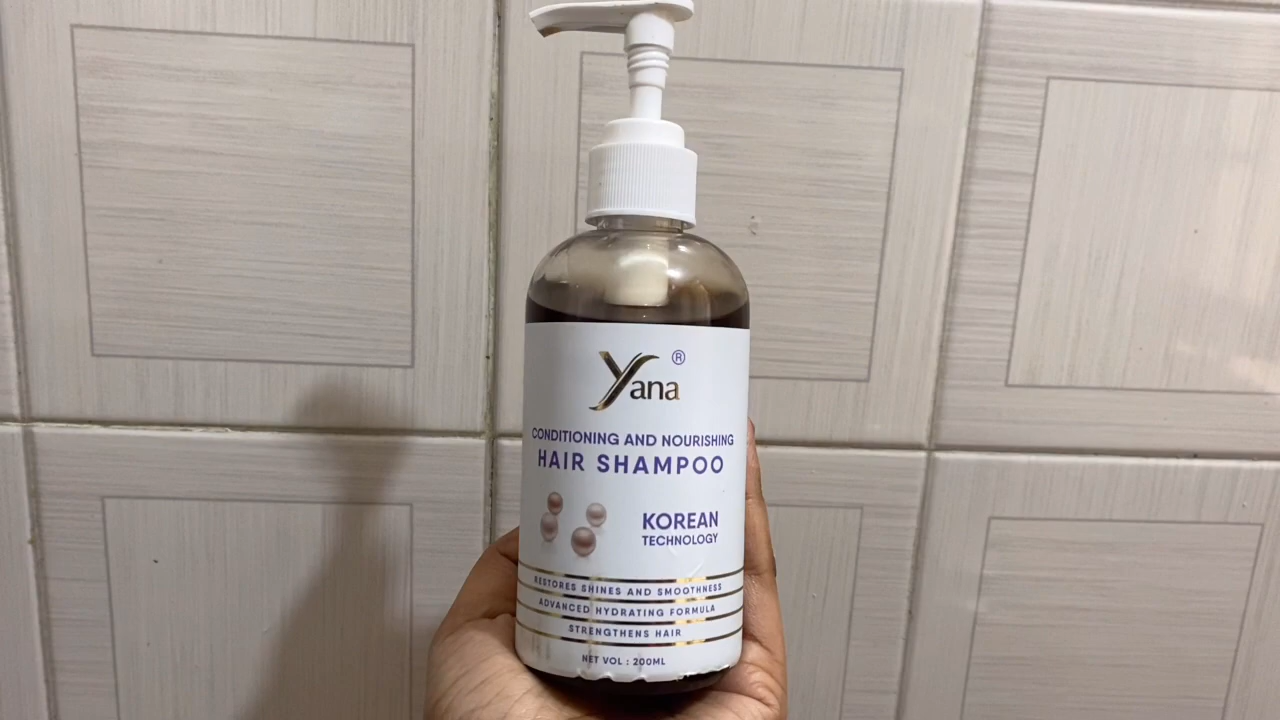 Yana ®
CONDITIONING AND NOURISHING
HAIR SHAMPOO
KOREAN
TECHNOLOGY
RESTORES SHINES AND SMOOTHNESS
ADVANCED HYDRATING FORMULA
STRENGTHENS HAIR
NET VOL : 200ML